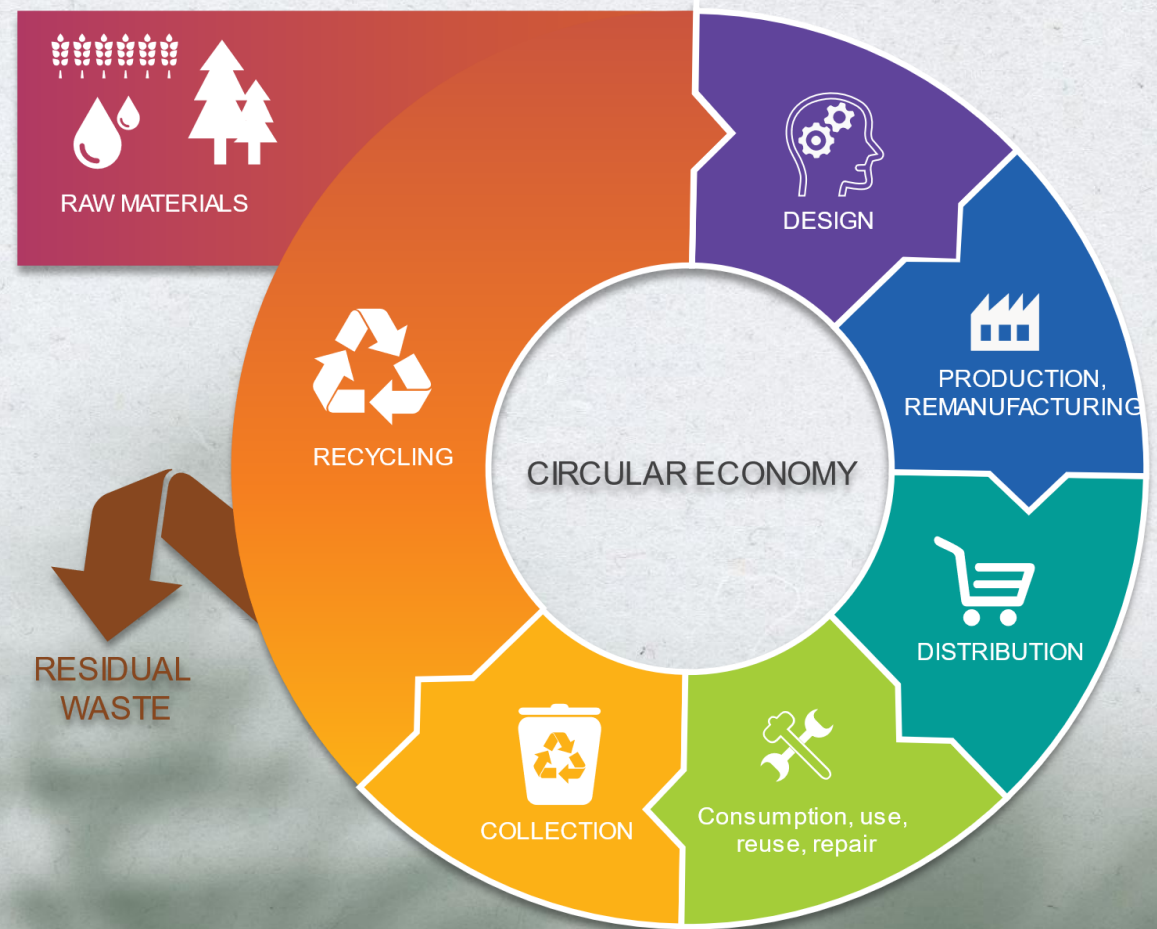 RAW MATERIALS
DESIGN
PRODUCTION,
REMANUFACTURING
DISTRIBUTION
Consumption, use,
reuse, repair
COLLECTION
RECYCLING
CIRCULAR ECONOMY
RESIDUAL
WASTE